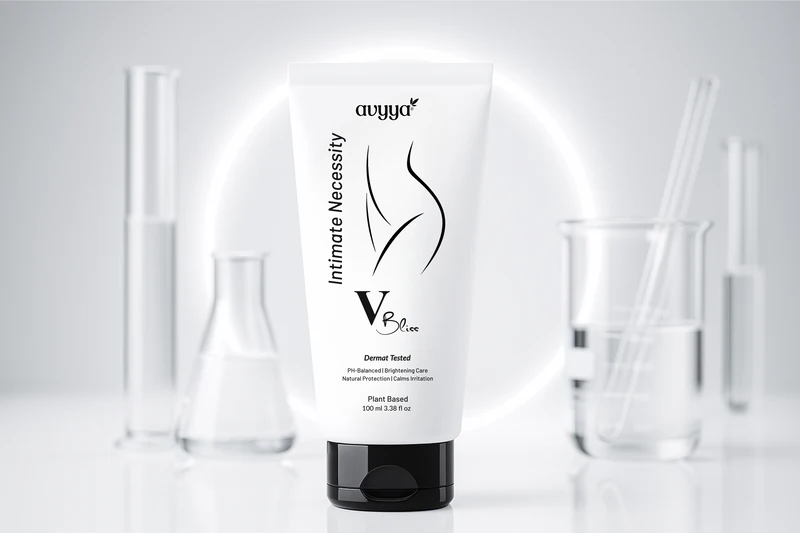 avyya
Intimate Necessity
V Bliss
Dermat Tested
PH-Balanced | Brightening Care
Natural Protection | Calms Irritation
Plant Based
100 ml 3.38 fl oz